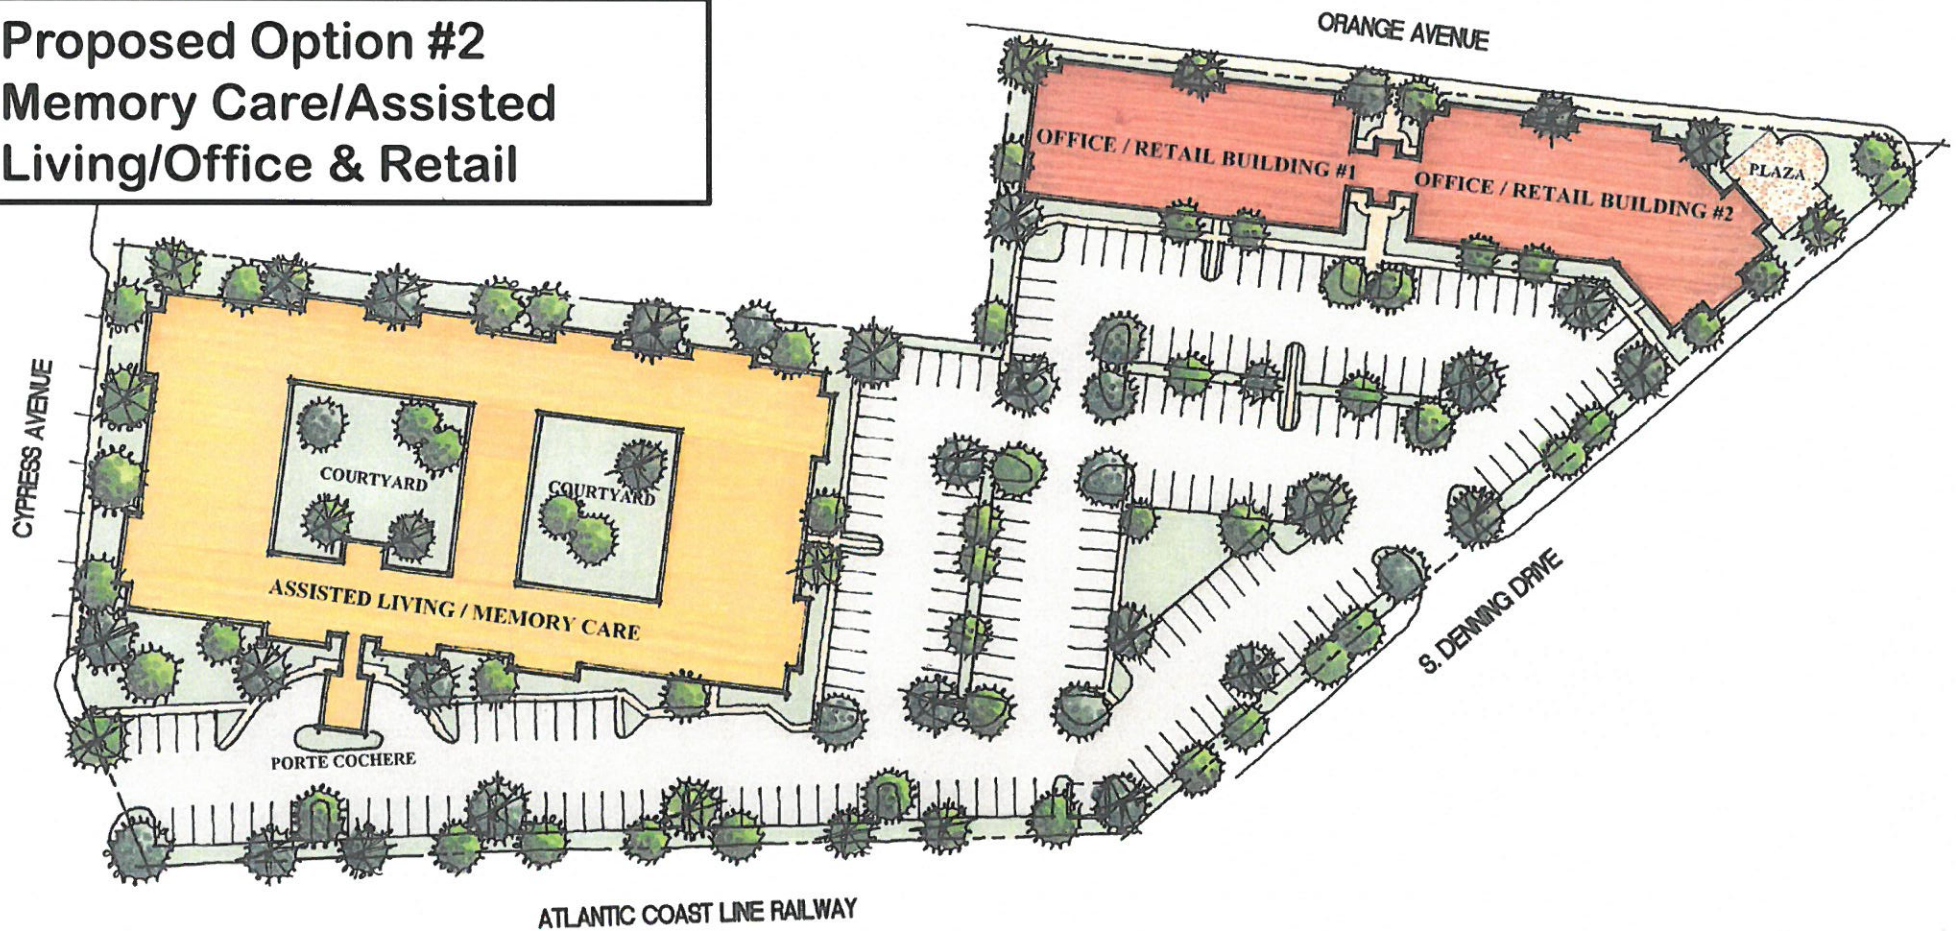 Proposed Option #2
Memory Care/Assisted
Living/Office & Retail
ORANGE AVENUE
OFFICE / RETAIL BUILDING #1
OFFICE / RETAIL BUILDING #2
PLAZA
CYPRESS AVENUE
COURTYARD
COURTYARD
ASSISTED LIVING / MEMORY CARE
PORTE COCHERE
S. DENNING DRIVE
ATLANTIC COAST LINE RAILWAY